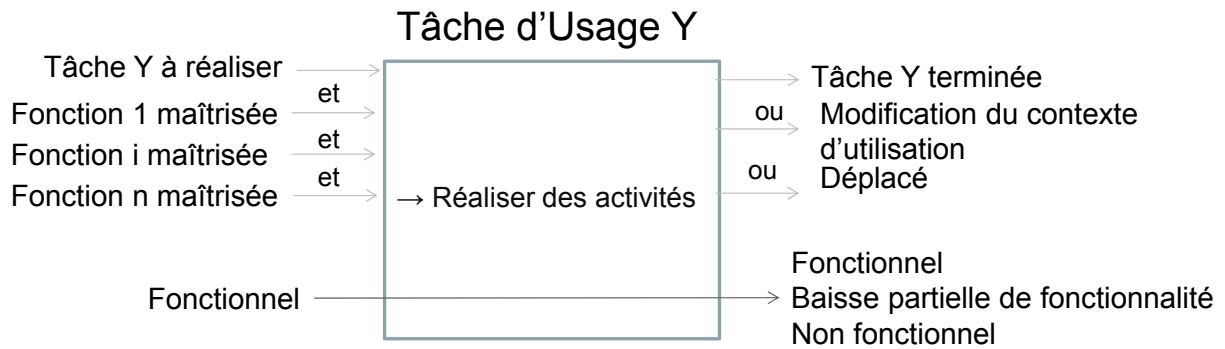 Tâche d’Usage Y
Tâche Y à réaliser
et
Fonction 1 maîtrisée
et
Fonction i maîtrisée
et
Fonction n maîtrisée
→ Réaliser des activités
Fonctionnel
Tâche Y terminée
ou
Modification du contexte
d’utilisation
ou
Déplacé
Fonctionnel
Baisse partielle de fonctionnalité
Non fonctionnel